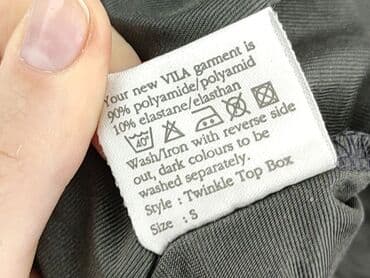 Your new VILA garment is
90% polyamide/polyamid
10% elastane/elasthan
40°
Wash/Iron with reverse side
out, dark colours to be
washed separately.
Style : Twinkle Top Box
Size : S